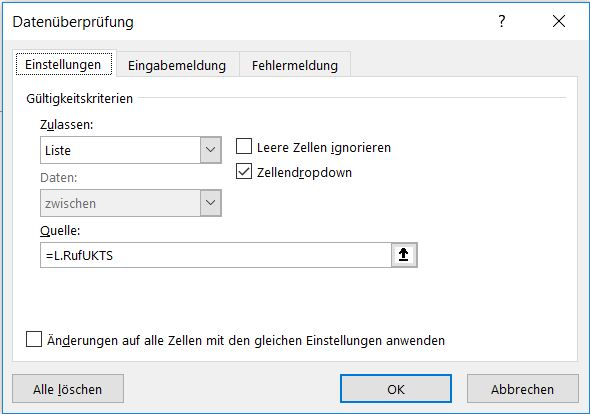 Datenüberprüfung
Einstellungen Eingabemeldung Fehlermeldung
Gültigkeitskriterien
Zulassen:
Liste
Leere Zellen ignorieren
Zellendropdown
Daten:
zwischen
Quelle:
=L.RufUKTS
Änderungen auf alle Zellen mit den gleichen Einstellungen anwenden
Alle löschen OK Abbrechen